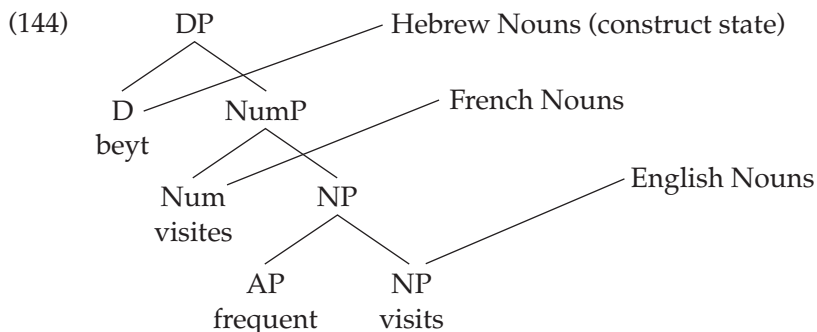 (144) DP Hebrew Nouns (construct state)
D NumP French Nouns
beyt
Num NP English Nouns
visites
AP NP
frequent visits